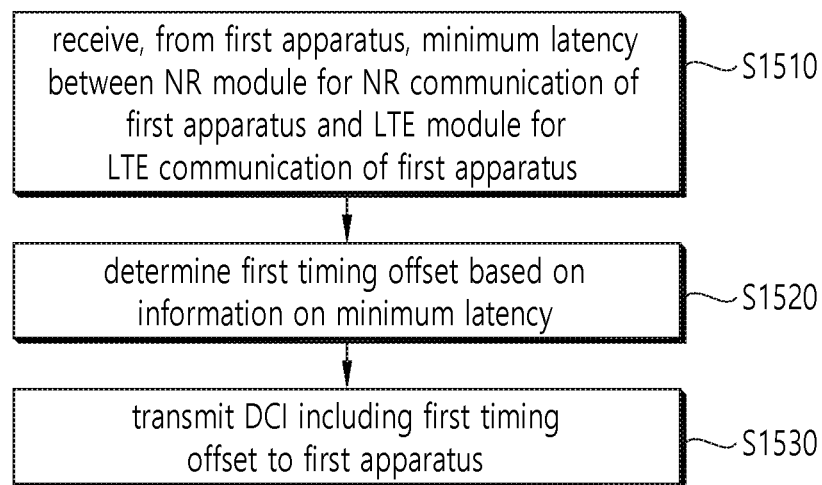 receive, from first apparatus, minimum latency
between NR module for NR communication of
first apparatus and LTE module for
LTE communication of first apparatus
S1510
determine first timing offset based on
information on minimum latency
S1520
transmit DCI including first timing
offset to first apparatus
S1530